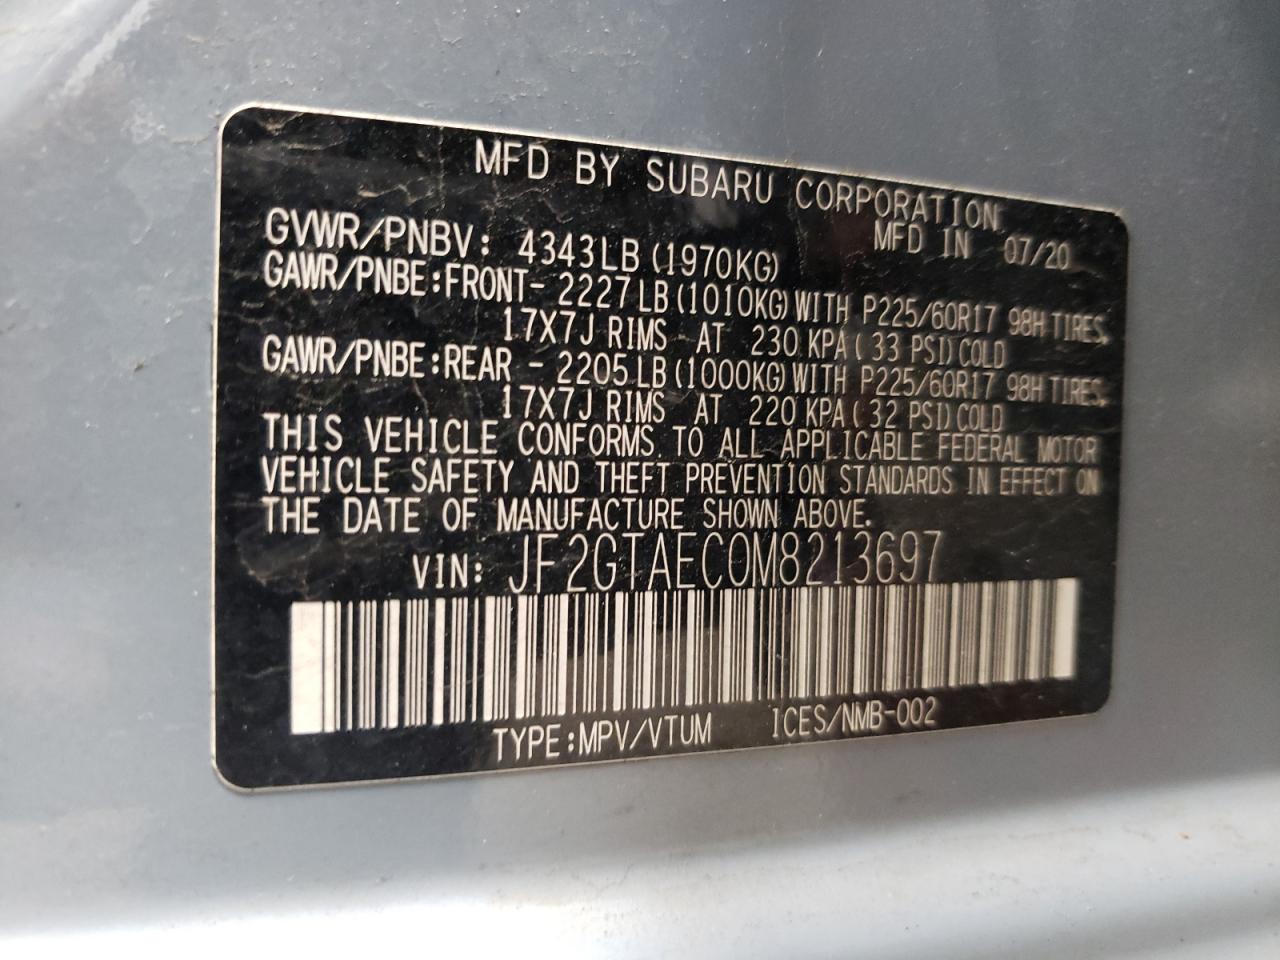 MFD BY SUBARU CORPORATION
MFD IN 07/20
GVWR/PNBV: 4343LB (1970KG)
GAWR/PNBE:FRONT- 2227LB(1010KG)WITH P225/60R17 98H TIRES,
17X7J RIMS AT 230 KPA( 33 PSI)COLD
GAWR/PNBE:REAR - 2205LB(1000KG)WITH P225/60R17 98H TIRES,
17X7J RIMS AT 220 KPA( 32 PSI)COLD
THIS VEHICLE CONFORMS TO ALL APPLICABLE FEDERAL MOTOR
VEHICLE SAFETY AND THEFT PREVENTION STANDARDS IN EFFECT ON
THE DATE OF MANUFACTURE SHOWN ABOVE.
VIN: JF2GTAEC0M8213697
TYPE:MPV/VTUM ICES/NMB-002